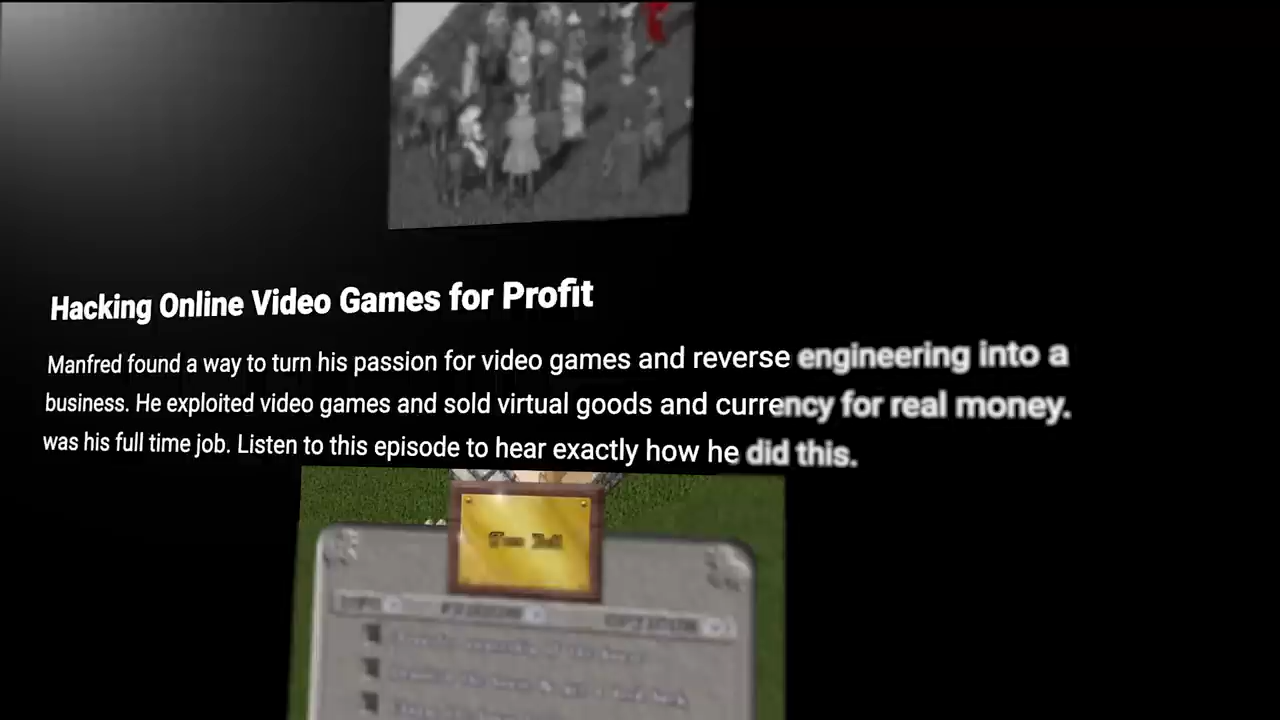 Hacking Online Video Games for Profit
Manfred found a way to turn his passion for video games and reverse engineering into a
business. He exploited video games and sold virtual goods and currency for real money.
was his full time job. Listen to this episode to hear exactly how he did this.